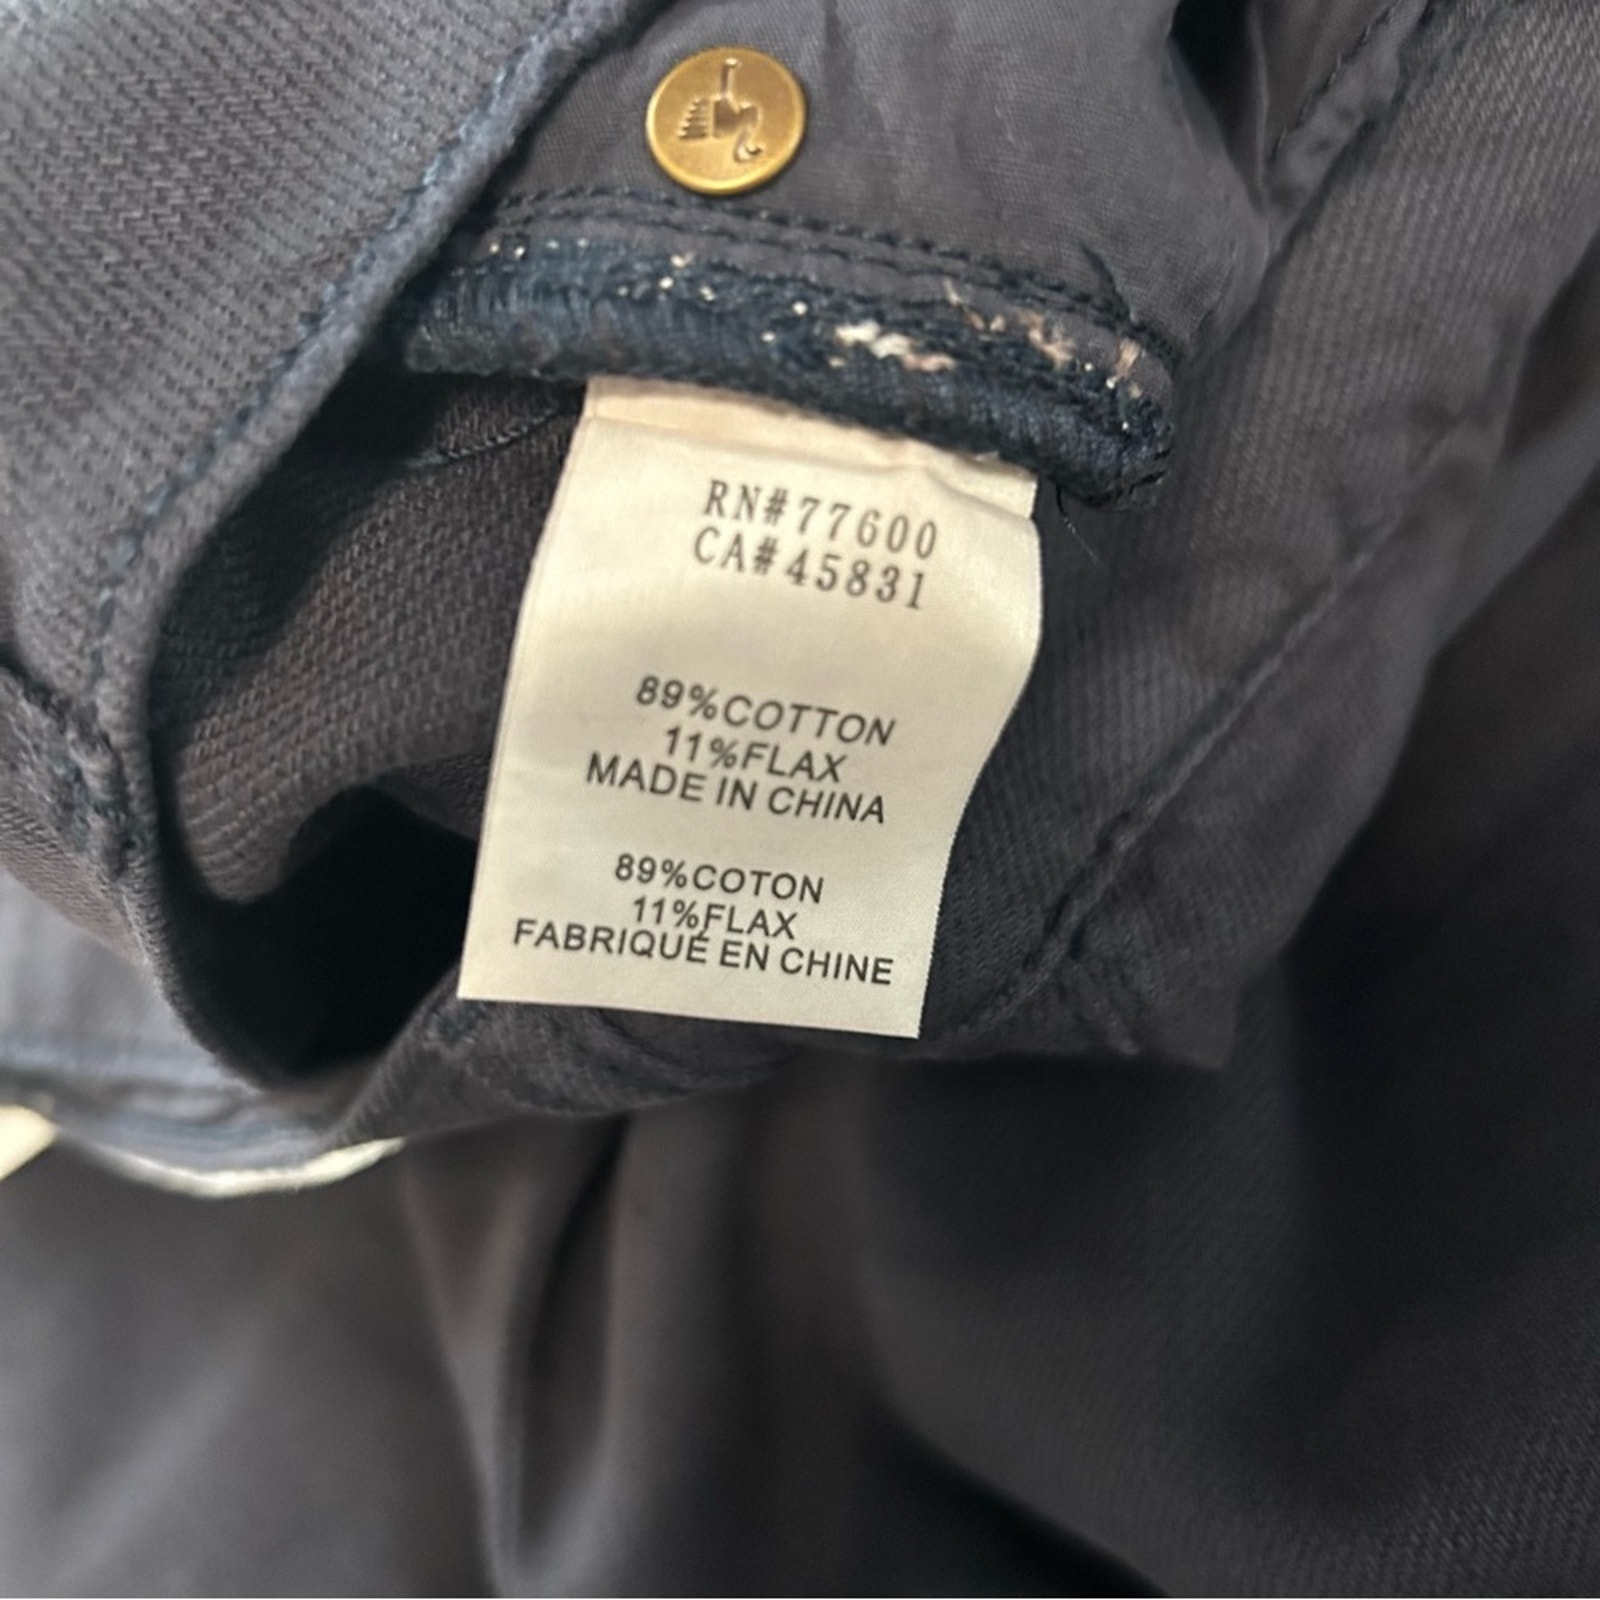 RN#77600
CA#45831
89%COTTON
11%FLAX
MADE IN CHINA
89%COTON
11%FLAX
FABRIQUÉ EN CHINE